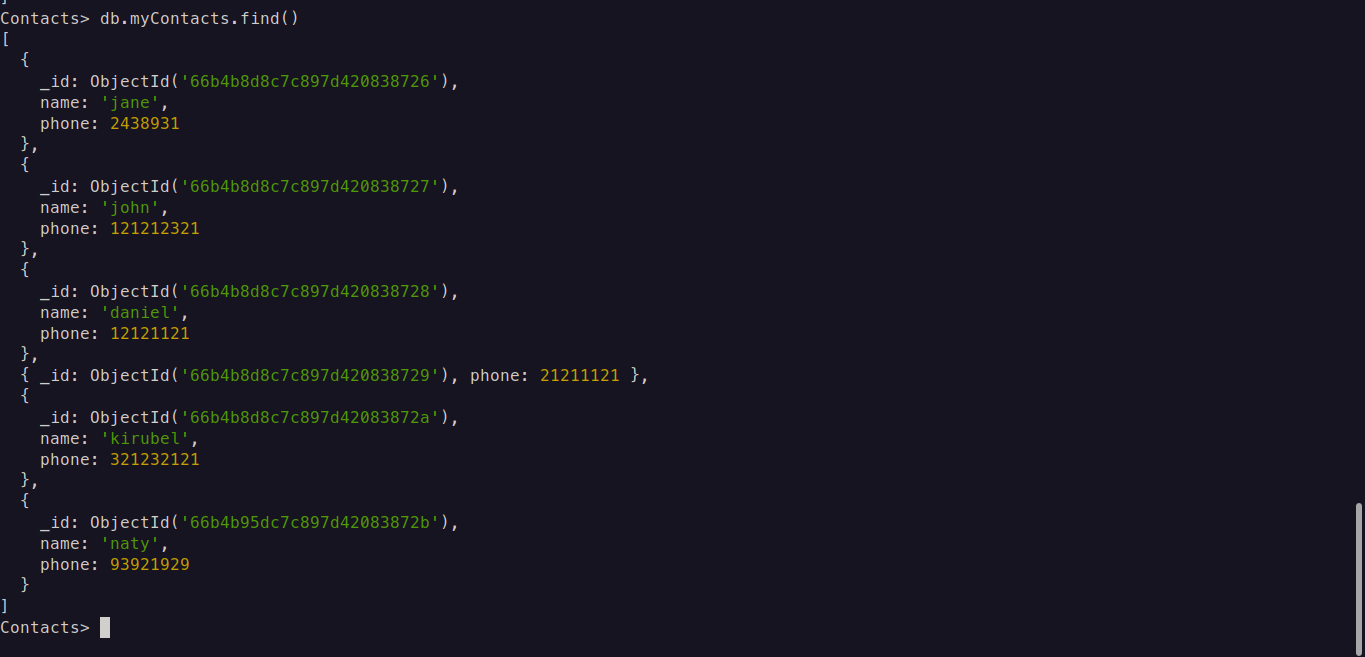 ]
Contacts> db.myContacts.find()
[
  {
    _id: ObjectId('66b4b8d8c7c897d420838726'),
    name: 'jane',
    phone: 2438931
  },
  {
    _id: ObjectId('66b4b8d8c7c897d420838727'),
    name: 'john',
    phone: 121212321
  },
  {
    _id: ObjectId('66b4b8d8c7c897d420838728'),
    name: 'daniel',
    phone: 12121121
  },
  { _id: ObjectId('66b4b8d8c7c897d420838729'), phone: 21211121 },
  {
    _id: ObjectId('66b4b8d8c7c897d42083872a'),
    name: 'kirubel',
    phone: 321232121
  },
  {
    _id: ObjectId('66b4b95dc7c897d42083872b'),
    name: 'naty',
    phone: 93921929
  }
]
Contacts>